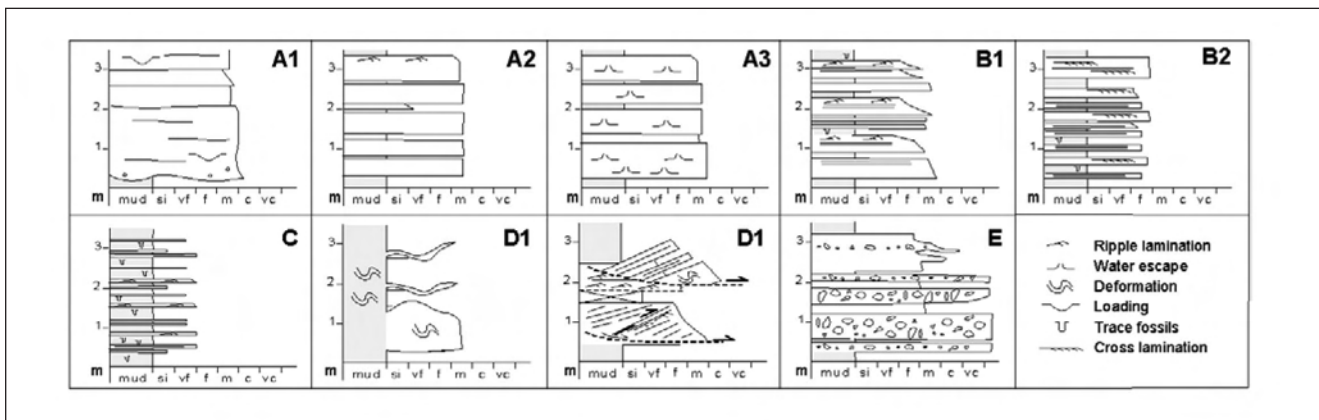 A1
3
2
1
m mud si vf f m c vc
A2
3
2
1
m mud si vf f m c vc
A3
3
2
1
m mud si vf f m c vc
B1
3
2
1
m mud si vf f m c vc
B2
3
2
1
m mud si vf f m c vc
C
3
2
1
m mud si vf f m c vc
D1
3
2
1
m mud si vf f m c vc
D1
3
2
1
m mud si vf f m c vc
E
3
2
1
m mud si vf f m c vc
Ripple lamination
Water escape
Deformation
Loading
Trace fossils
Cross lamination